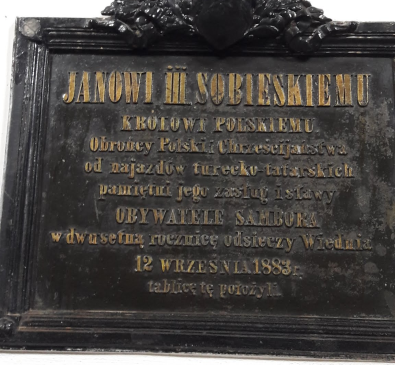 JANOWI III SOBIESKIEMU
KRÓLOWI POLSKIEMU
Obrońcy Polski i Chrześcijaństwa
od najazdów turecko-tatarskich
pamiętni jego zasług i sławy
OBYWATELE SAMBORA
w dwusetną rocznicę odsieczy Wiednia
12 WRZEŚNIA 1883 r.
tablicę tę położyli